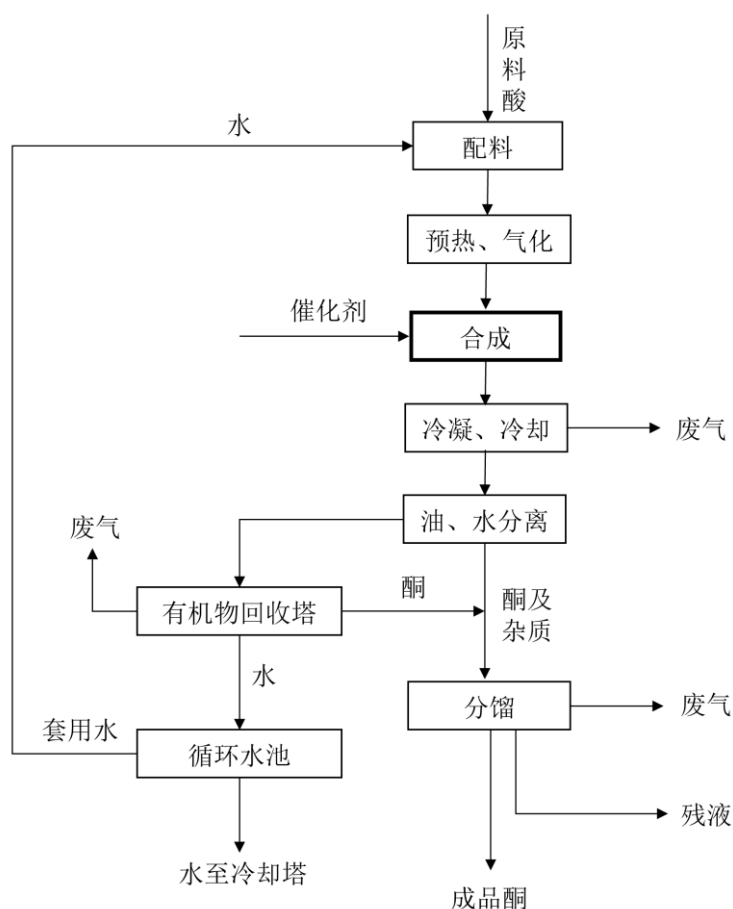 原
料
酸
水
配料
预热、气化
催化剂
合成
冷凝、冷却
废气
油、水分离
废气
有机物回收塔
酮
酮及
杂质
水
分馏
废气
套用水
循环水池
残液
水至冷却塔
成品酮